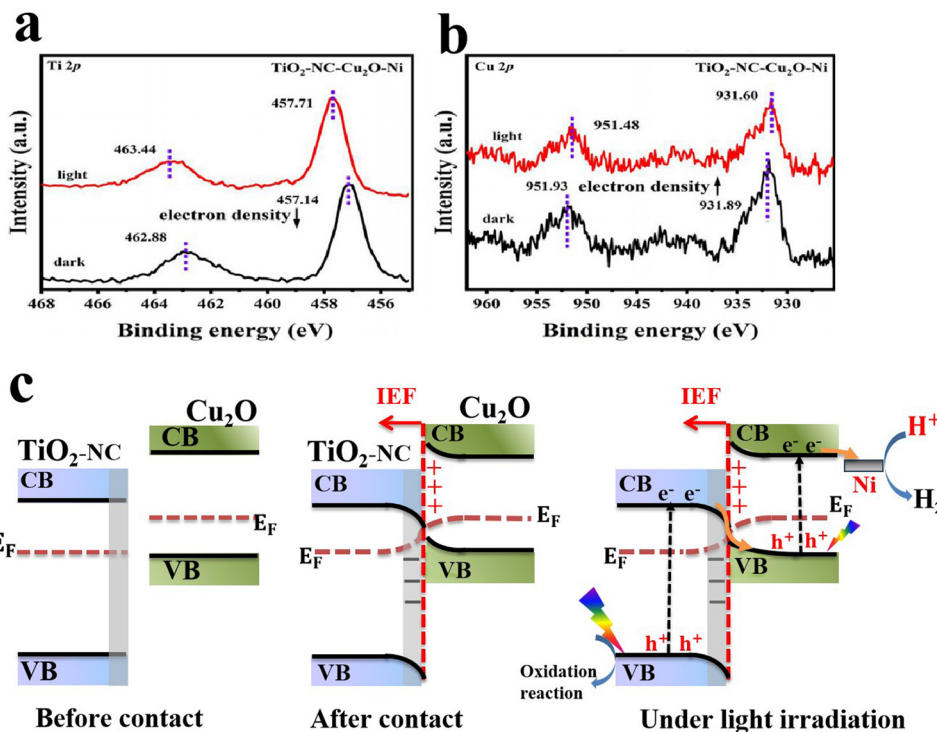 a
Ti 2p
TiO₂-NC-Cu₂O-Ni
457.71
463.44
light
457.14
electron density
462.88
dark
Intensity (a.u.)
468 466 464 462 460 458 456
Binding energy (eV)
b
Cu 2p
TiO₂-NC-Cu₂O-Ni
931.60
951.48
light
951.93
electron density
931.89
dark
Intensity (a.u.)
960 955 950 945 940 935 930
Binding energy (eV)
c
Cu₂O
CB
TiO₂-NC
CB
E_F
E_F
VB
VB
Before contact
IEF
Cu₂O
CB
TiO₂-NC
CB
+
+
+
E_F
E_F
VB
VB
After contact
IEF
CB
e⁻ e⁻
H⁺
Ni
H₂
CB
e⁻ e⁻
+
+
+
E_F
E_F
h⁺ h⁺
VB
h⁺ h⁺
VB
Oxidation
reaction
Under light irradiation